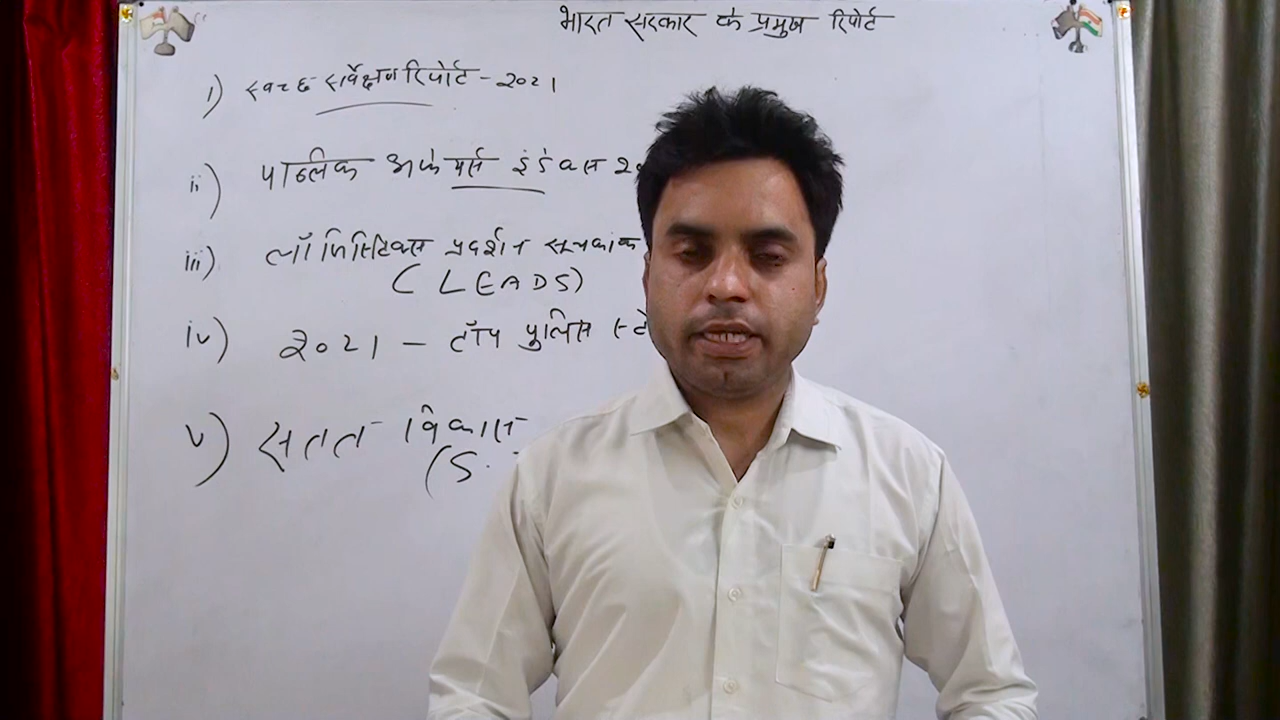 भारत सरकार के प्रमुख रिपोर्ट
i) स्वच्छ सर्वेक्षण रिपोर्ट - 2021
ii) पब्लिक अफेयर्स इंडेक्स
iii) लॉजिस्टिक्स प्रदर्शन सूचकांक
(LEADS)
iv) 2021 - टॉप पुलिस
v) सतत विकास
(S.